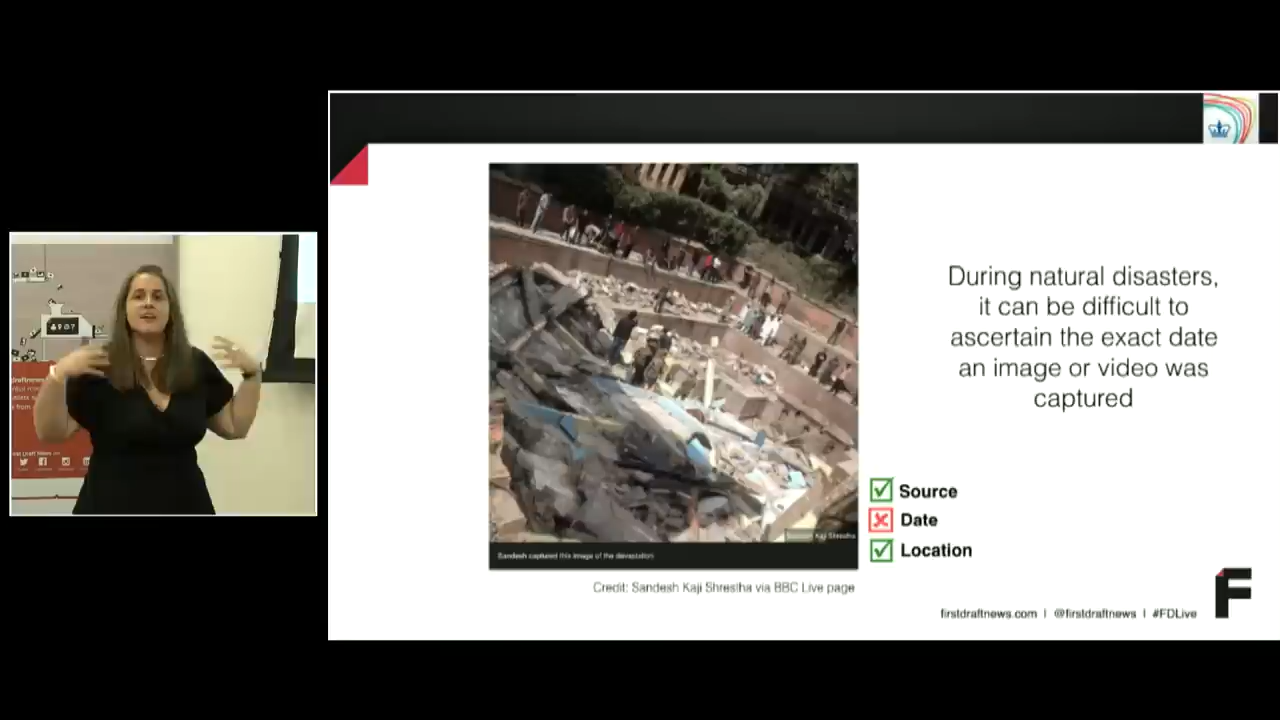 During natural disasters,
it can be difficult to
ascertain the exact date
an image or video was
captured
Source
Date
Location
Sandesh captured this image of the devastation
Credit: Sandesh Kaji Shrestha via BBC Live page
firstdraftnews.com | @firstdraftnews | #FDLive
F